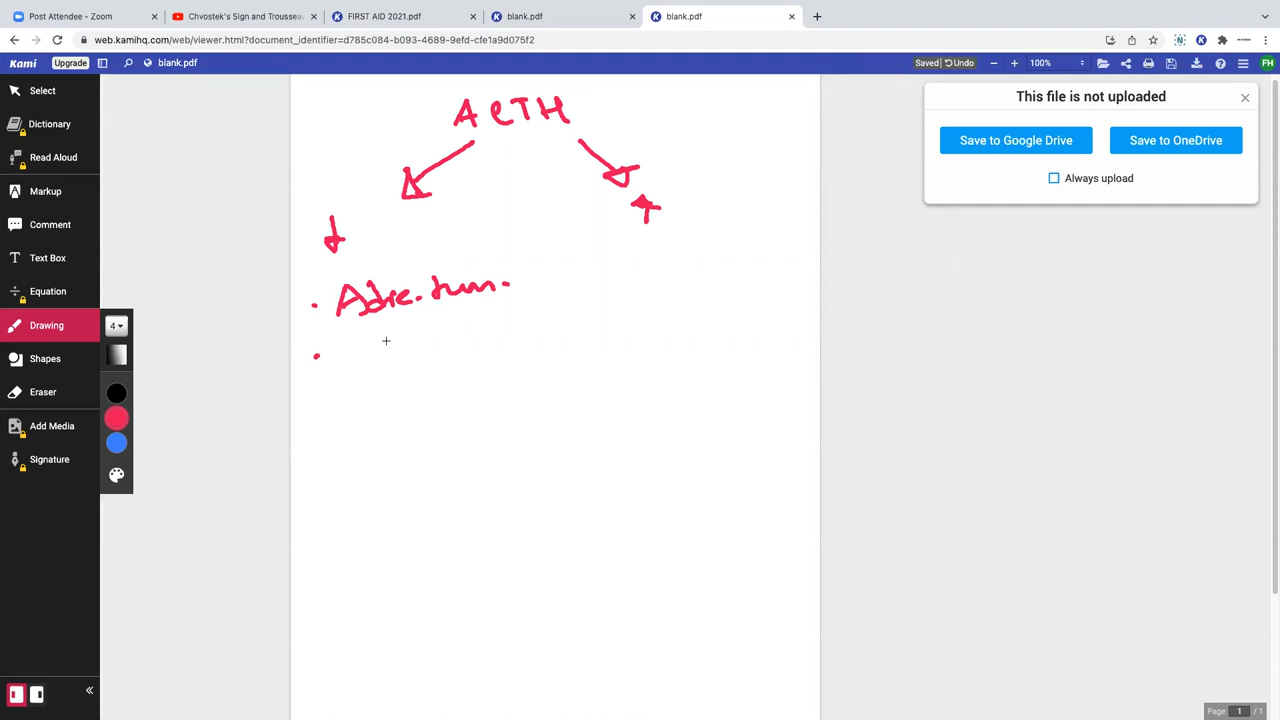 Post Attendee - Zoom
Chvostek's Sign and Trousseau
FIRST AID 2021.pdf
blank.pdf
blank.pdf
web.kamihq.com/web/viewer.html?document_identifier=d785c084-b093-4689-9efd-cfe1a9d075f2
Kami
Upgrade
blank.pdf
Saved
Undo
100%
FH
Select
Dictionary
Read Aloud
Markup
Comment
Text Box
Equation
Drawing
4
Shapes
Eraser
Add Media
Signature
This file is not uploaded
Save to Google Drive
Save to OneDrive
Always upload
ACTH
· Adre. tum.
·
Page 1 / 1